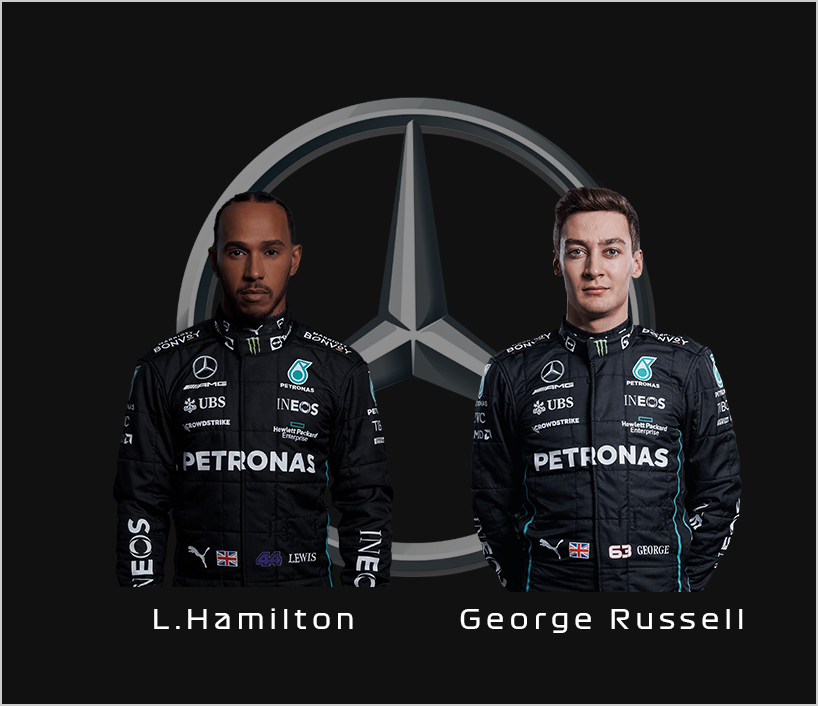 BONVOY
BONVOY
AMG
PETRONAS
UBS
INEOS
CROWDSTRIKE
Hewlett Packard
Enterprise
PETRONAS
INEOS
44 LEWIS
INEOS
BONVOY
BONVOY
AMG
PETRONAS
UBS
INEOS
CROWDSTRIKE
Hewlett Packard
Enterprise
PETRONAS
63 GEORGE
L.Hamilton
George Russell